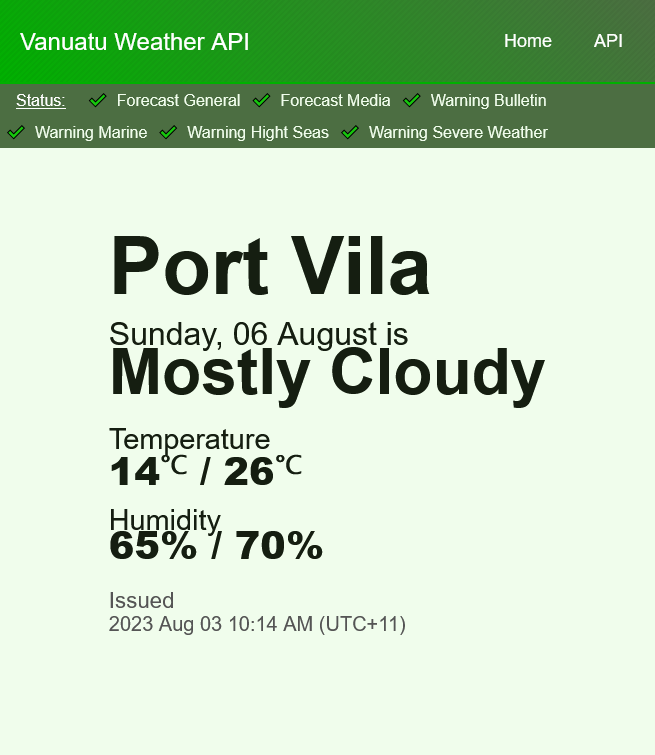 Vanuatu Weather API Home API
Status: Forecast General Forecast Media Warning Bulletin
Warning Marine Warning Hight Seas Warning Severe Weather
Port Vila
Sunday, 06 August is
Mostly Cloudy
Temperature
14°C / 26°C
Humidity
65% / 70%
Issued
2023 Aug 03 10:14 AM (UTC+11)